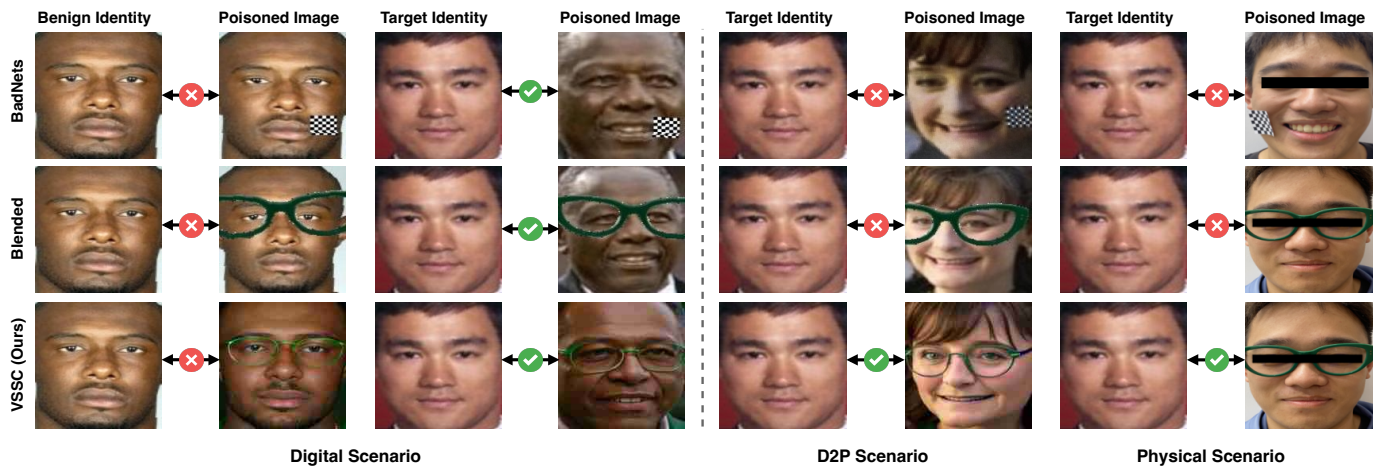 Benign Identity Poisoned Image Target Identity Poisoned Image Target Identity Poisoned Image Target Identity Poisoned Image
BadNets
Blended
VSSC (Ours)
Digital Scenario D2P Scenario Physical Scenario